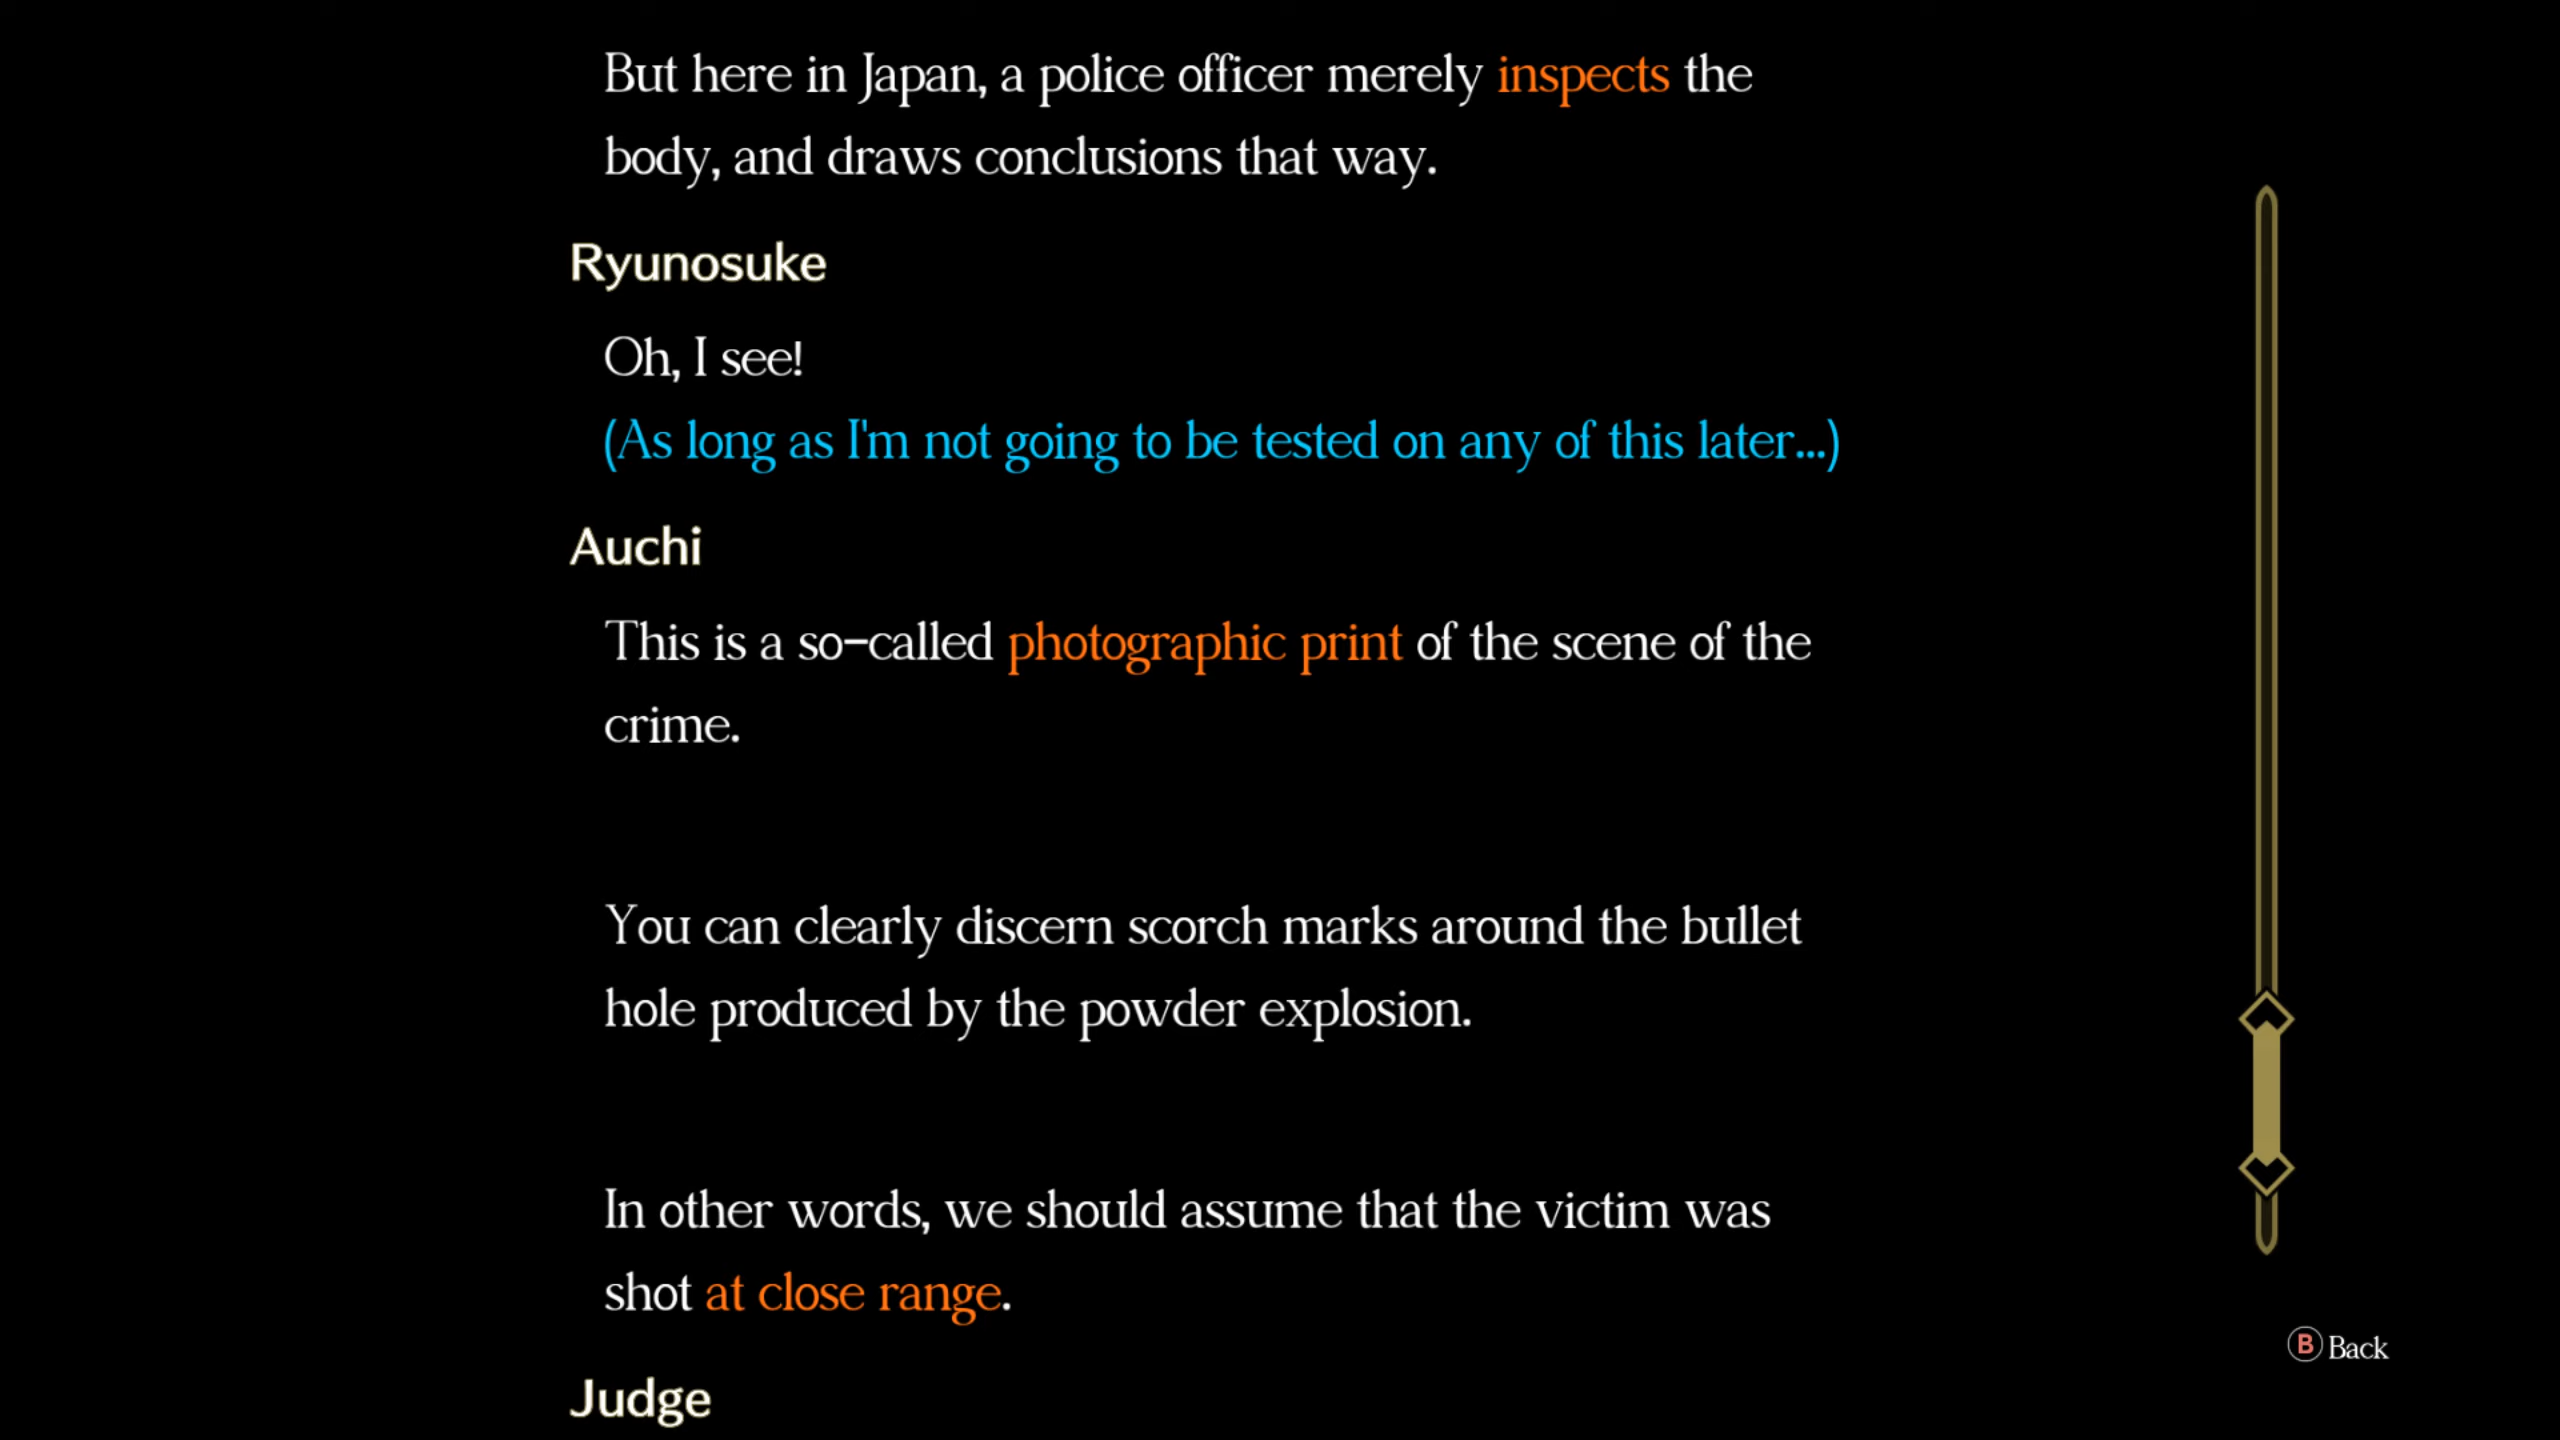 But here in Japan, a police officer merely inspects the
body, and draws conclusions that way.
Ryunosuke
Oh, I see!
(As long as I'm not going to be tested on any of this later...)
Auchi
This is a so-called photographic print of the scene of the
crime.
You can clearly discern scorch marks around the bullet
hole produced by the powder explosion.
In other words, we should assume that the victim was
shot at close range.
Judge
B Back